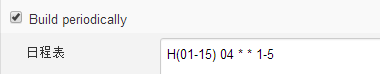 Build periodically
日程表
H(01-15) 04 * * 1-5